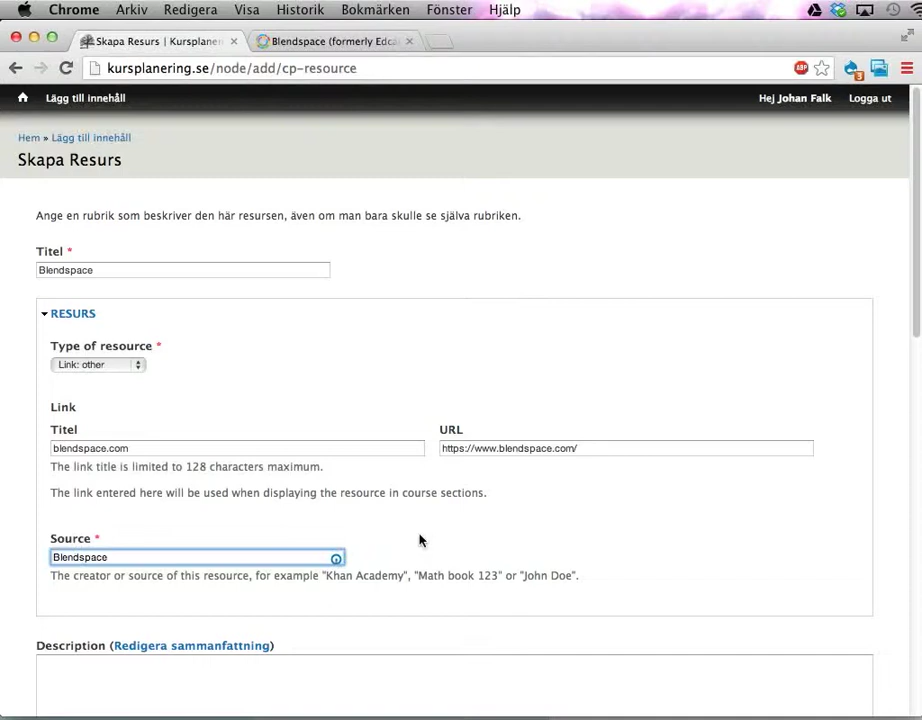 Chrome Arkiv Redigera Visa Historik Bokmärken Fönster Hjälp
Skapa Resurs | Kursplaner
Blendspace (formerly Edca
kursplanering.se/node/add/cp-resource
ABP
3
Lägg till innehåll
Hej Johan Falk Logga ut
Hem » Lägg till innehåll
Skapa Resurs
Ange en rubrik som beskriver den här resursen, även om man bara skulle se själva rubriken.
Titel *
Blendspace
RESURS
Type of resource *
Link: other
Link
Titel URL
blendspace.com https://www.blendspace.com/
The link title is limited to 128 characters maximum.
The link entered here will be used when displaying the resource in course sections.
Source *
Blendspace
The creator or source of this resource, for example "Khan Academy", "Math book 123" or "John Doe".
Description (Redigera sammanfattning)